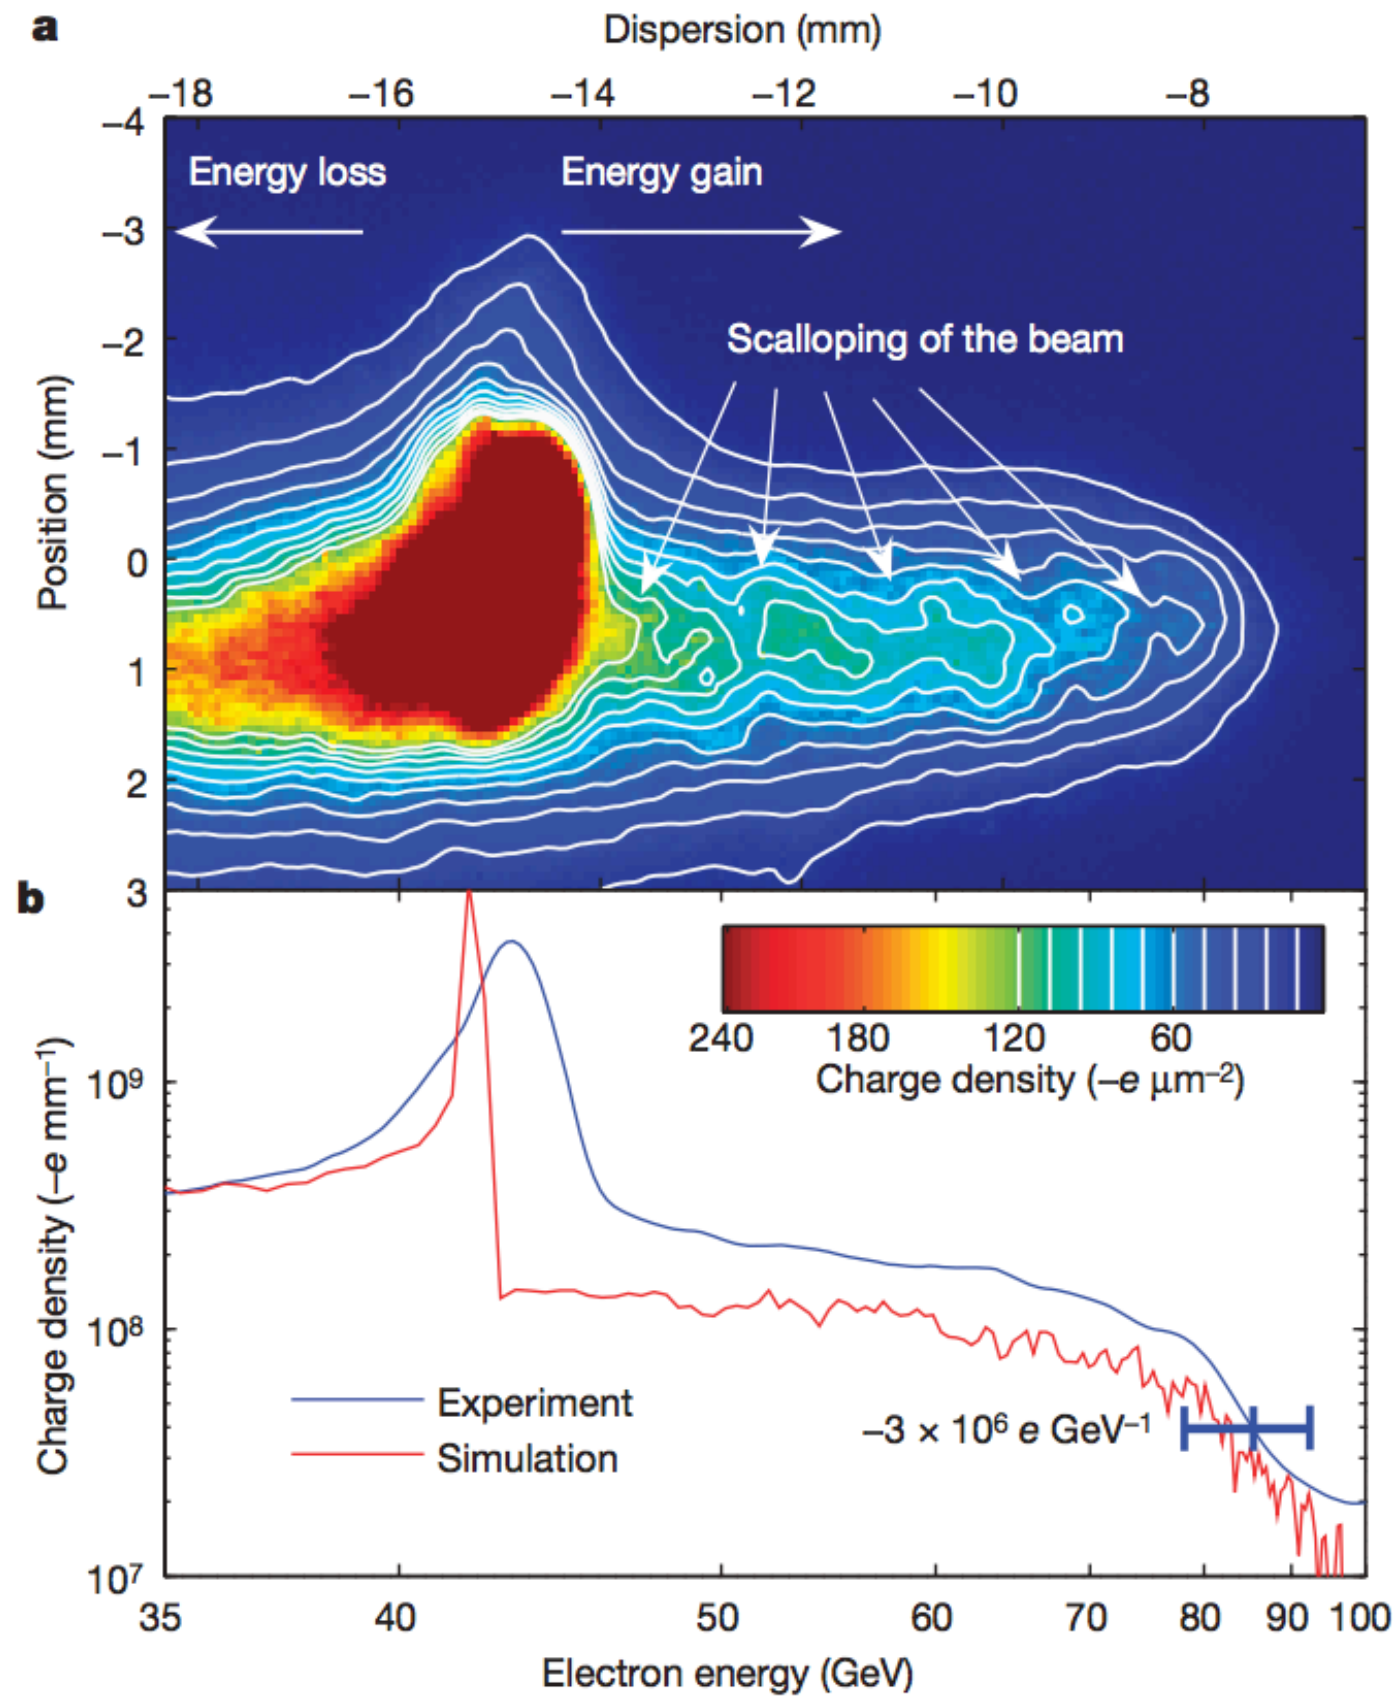 a
Dispersion (mm)
–18 –16 –14 –12 –10 –8
–4
Energy loss Energy gain
–3
Scalloping of the beam
–2
–1
Position (mm)
0
1
2
3
b
240 180 120 60
Charge density (–e μm⁻²)
10⁹
Charge density (–e mm⁻¹)
10⁸
Experiment
–3 × 10⁶ e GeV⁻¹
Simulation
10⁷
35 40 50 60 70 80 90 100
Electron energy (GeV)